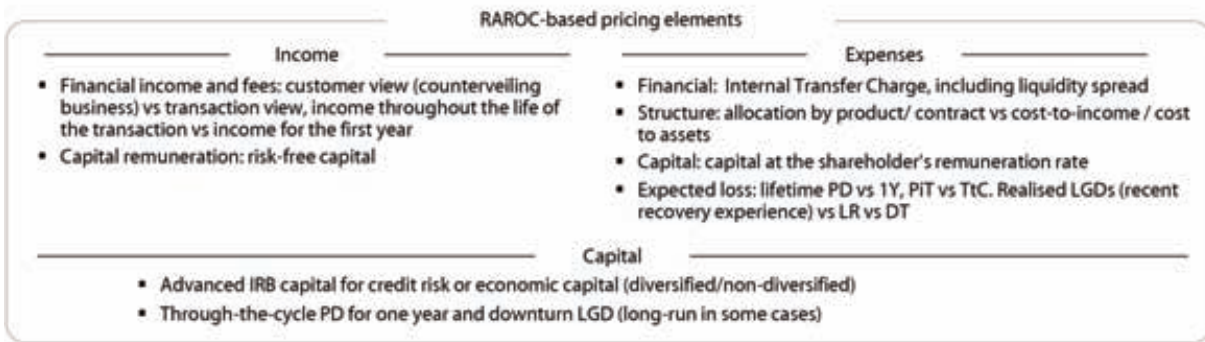 RAROC-based pricing elements
Income
▪ Financial income and fees: customer view (counterveiling
business) vs transaction view, income throughout the life of
the transaction vs income for the first year
▪ Capital remuneration: risk-free capital
Expenses
▪ Financial: Internal Transfer Charge, including liquidity spread
▪ Structure: allocation by product/ contract vs cost-to-income / cost
to assets
▪ Capital: capital at the shareholder's remuneration rate
▪ Expected loss: lifetime PD vs 1Y, PiT vs TtC. Realised LGDs (recent
recovery experience) vs LR vs DT
Capital
▪ Advanced IRB capital for credit risk or economic capital (diversified/non-diversified)
▪ Through-the-cycle PD for one year and downturn LGD (long-run in some cases)